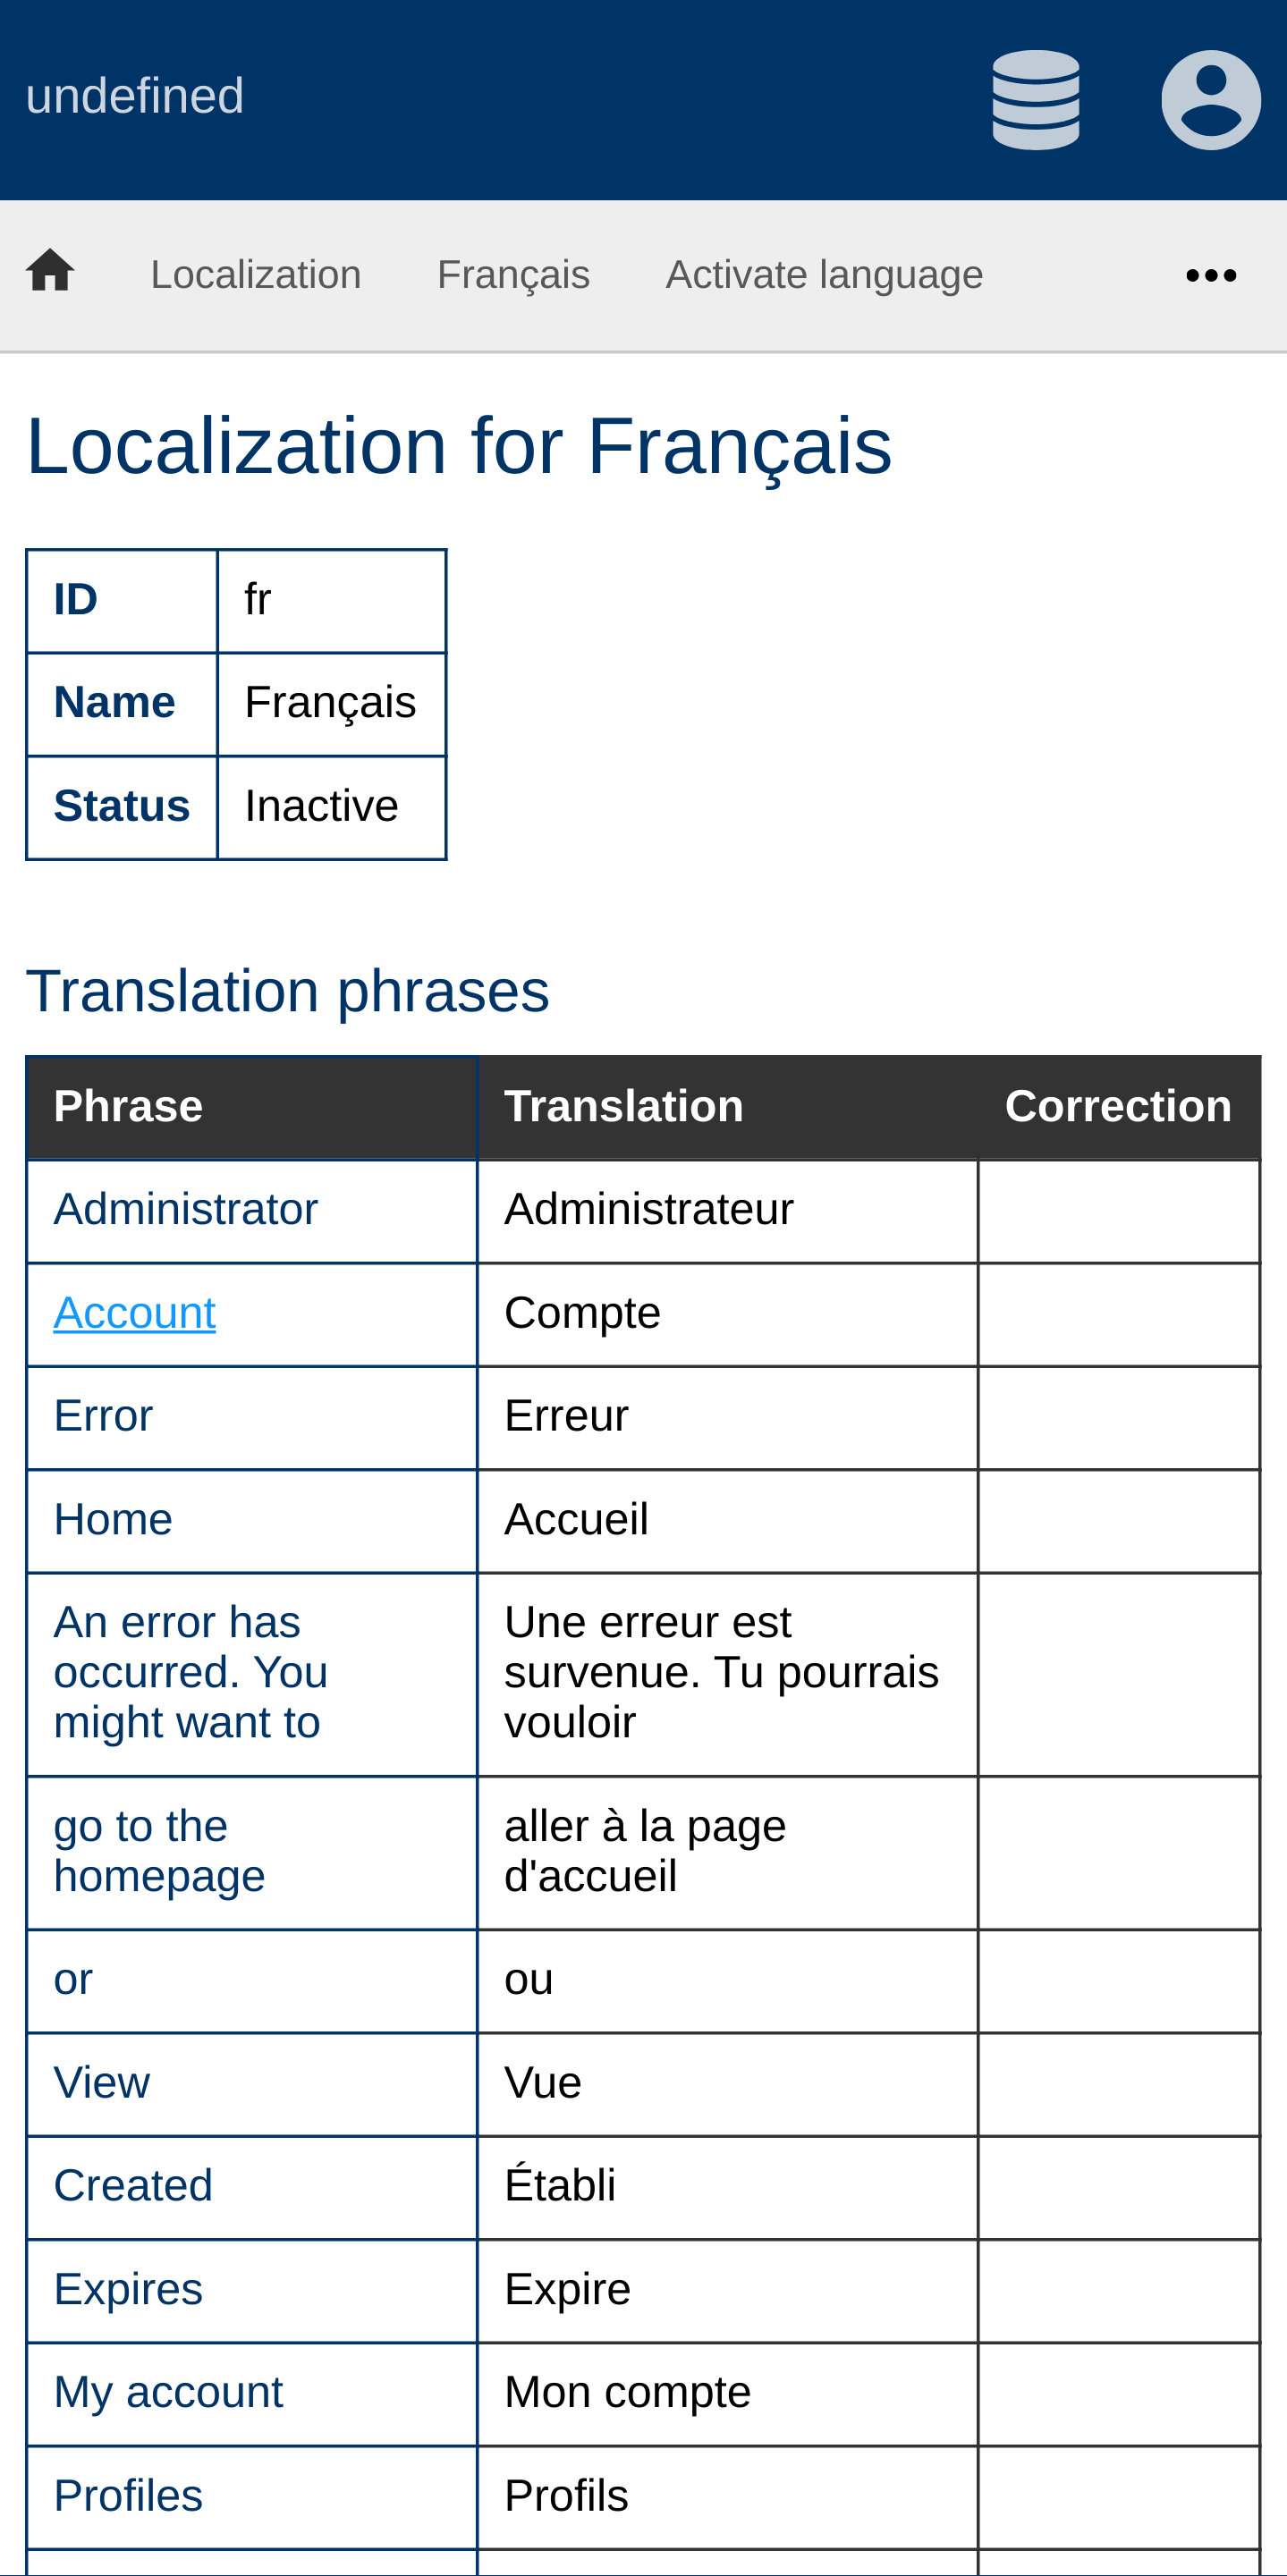 undefined
Localization Français Activate language
Localization for Français
ID fr
Name Français
Status Inactive
Translation phrases
Phrase Translation Correction
Administrator Administrateur
Account Compte
Error Erreur
Home Accueil
An error has
occurred. You
might want to
Une erreur est
survenue. Tu pourrais
vouloir
go to the
homepage
aller à la page
d'accueil
or ou
View Vue
Created Établi
Expires Expire
My account Mon compte
Profiles Profils